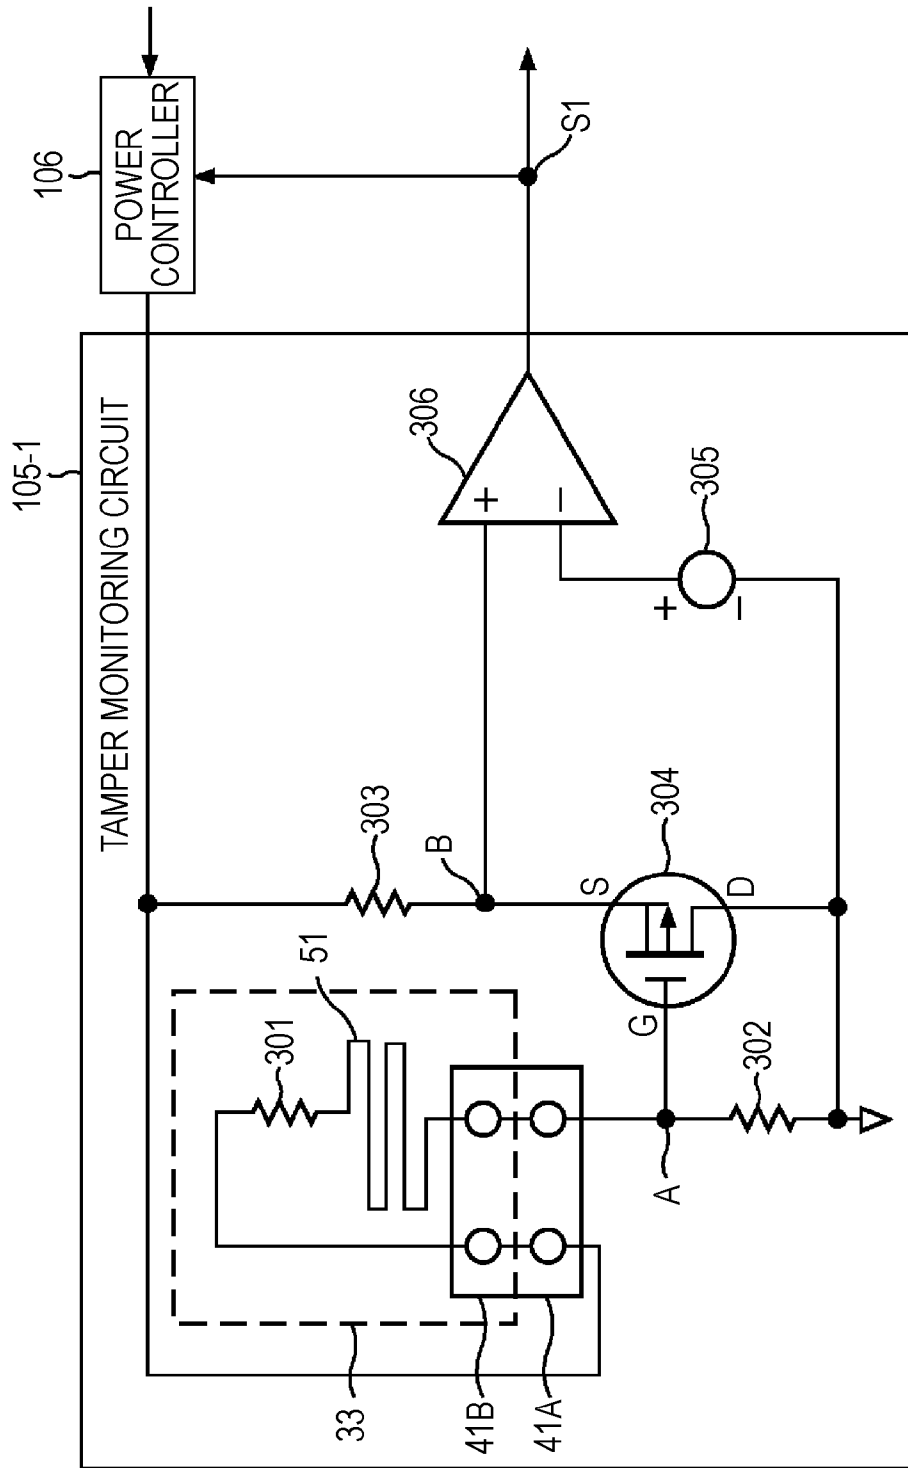 106
POWER
CONTROLLER
S1
105-1
TAMPER MONITORING CIRCUIT
306
+
−
305
+
−
303
B
304
S
D
G
51
301
302
A
33
41B
41A